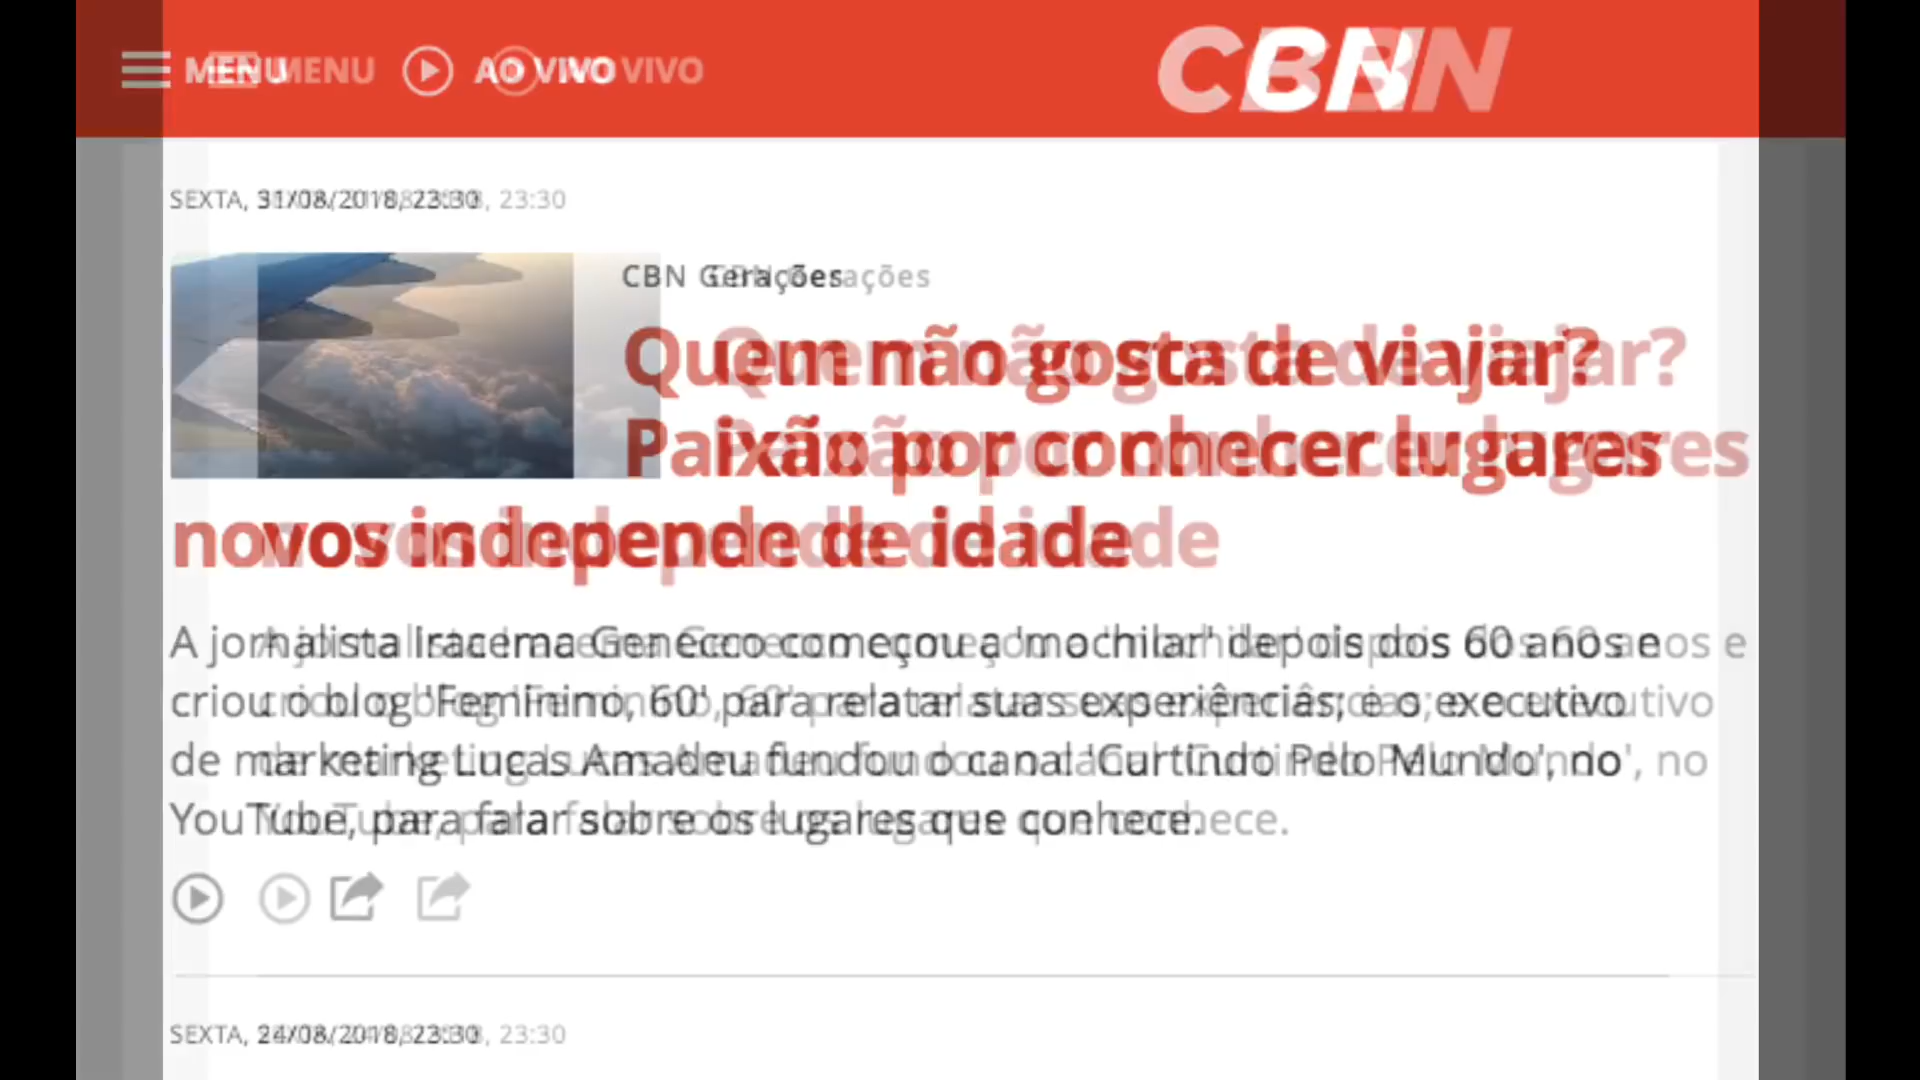 MENU AO VIVO CBN
SEXTA, 31/08/2018, 23:30
CBN Gerações
Quem não gosta de viajar?
Paixão por conhecer lugares
novos independe de idade
A jornalista Iracema Genecco começou a 'mochilar' depois dos 60 anos e
criou o blog 'Feminino, 60' para relatar suas experiências; e o executivo
de marketing Lucas Amadeu fundou o canal 'Curtindo Pelo Mundo', no
YouTube, para falar sobre os lugares que conhece.
SEXTA, 24/08/2018, 23:30